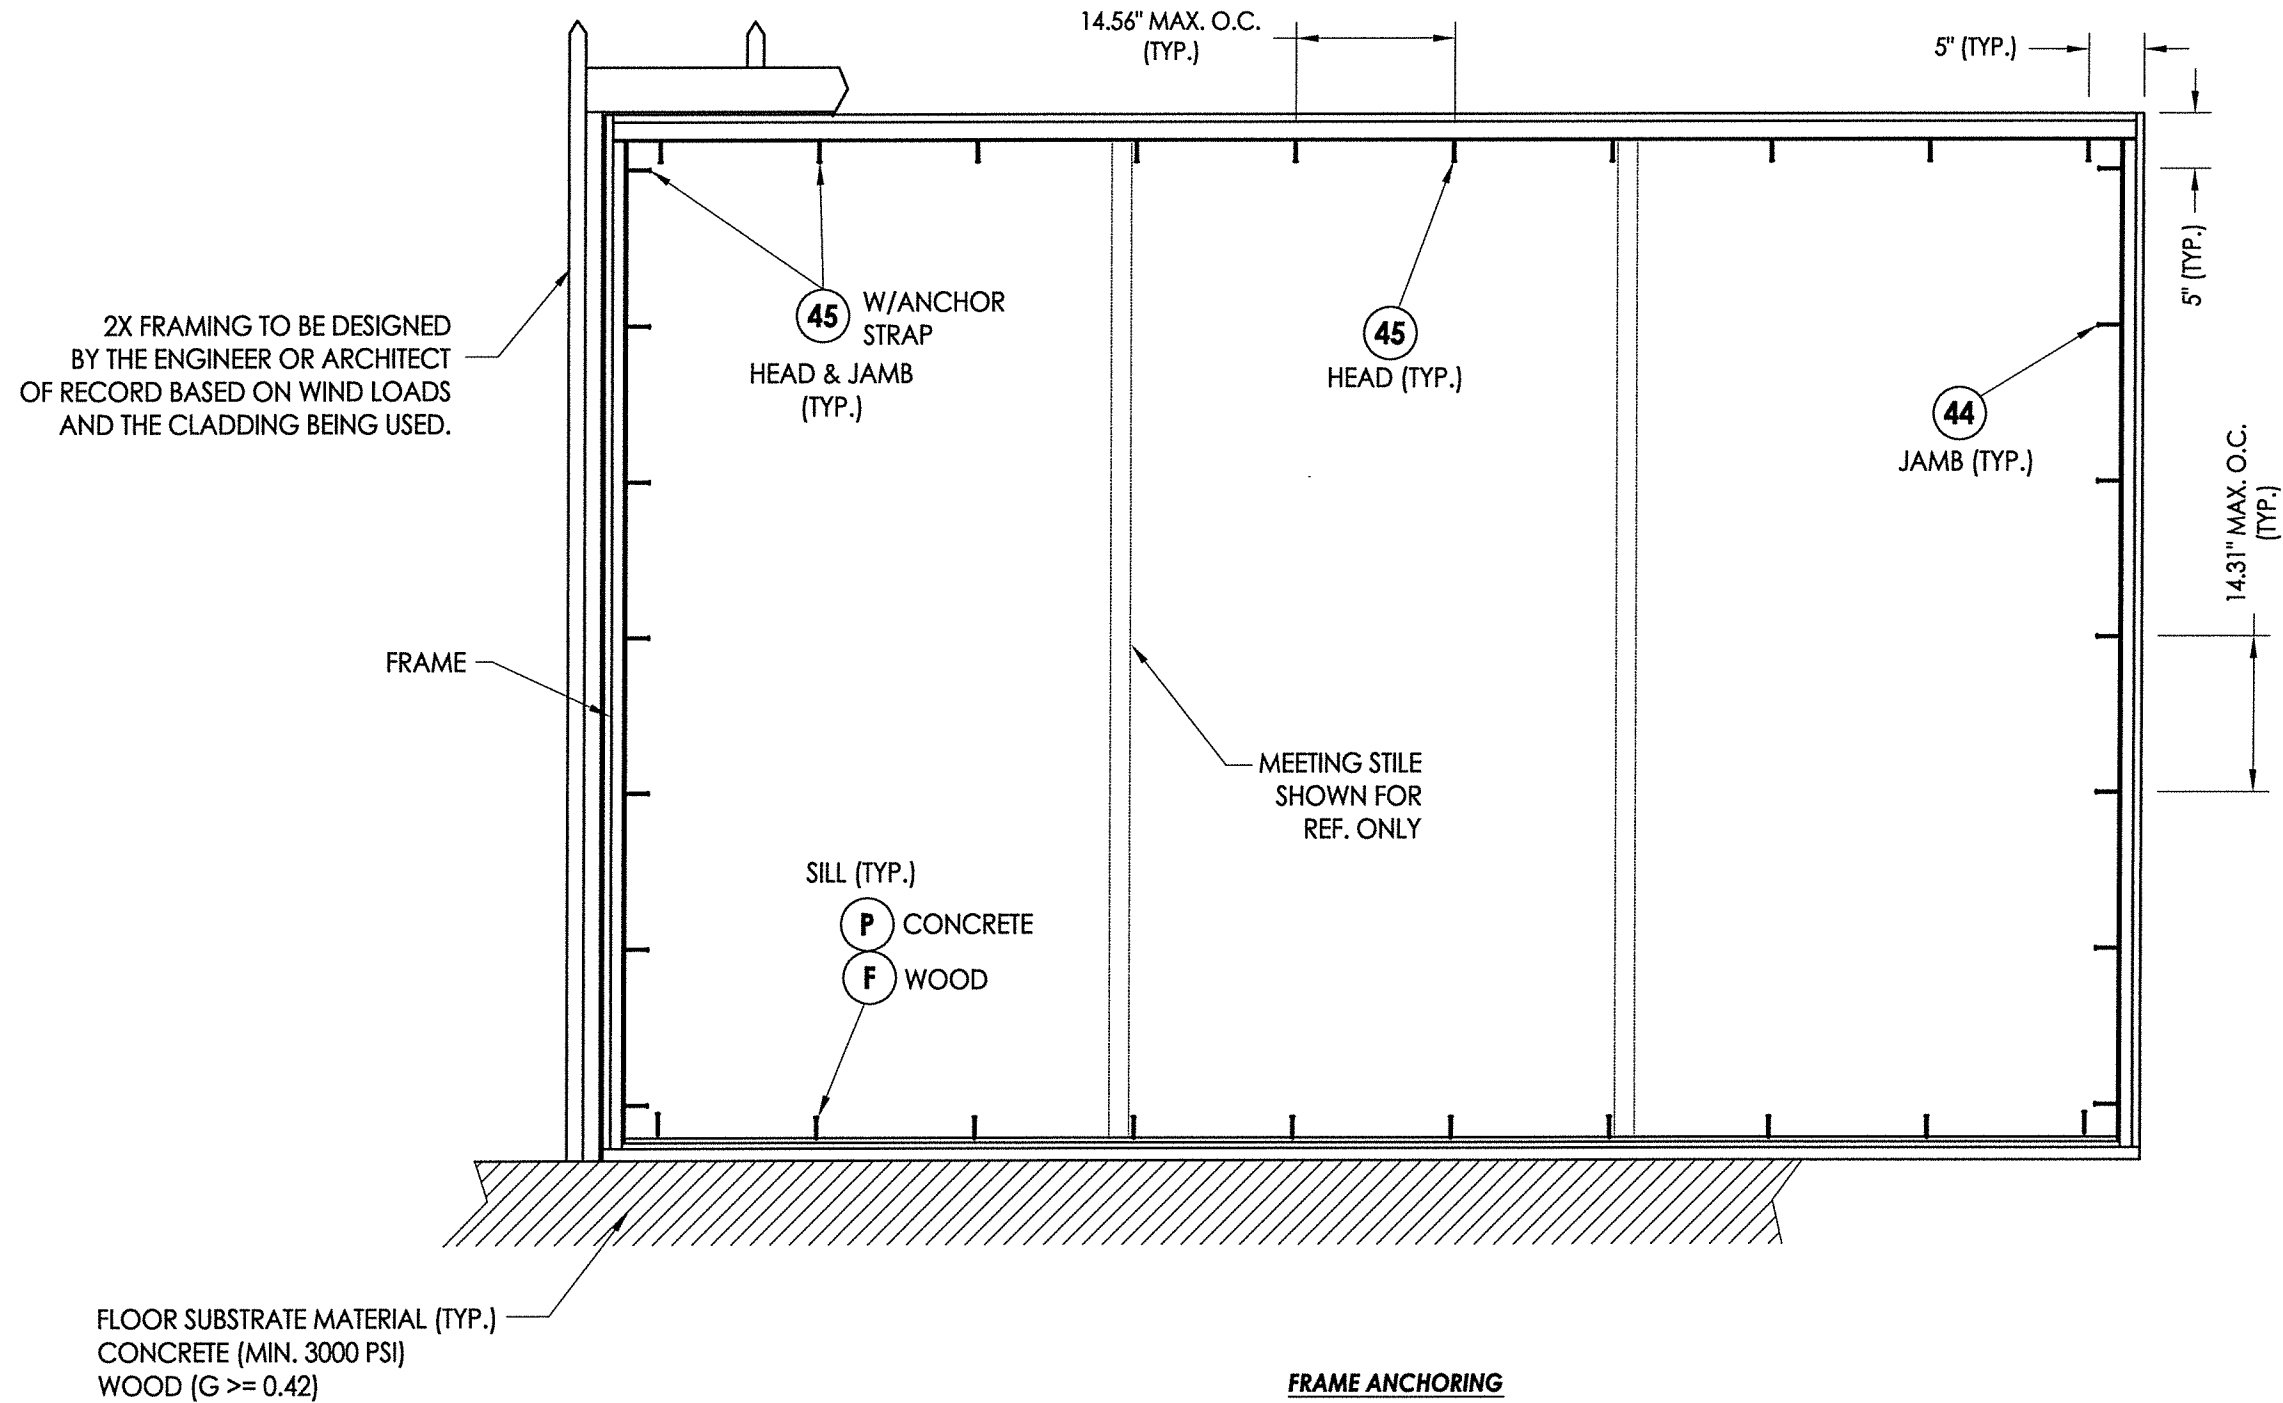 14.56" MAX. O.C.
(TYP.)
5" (TYP.)
5" (TYP.)
2X FRAMING TO BE DESIGNED
BY THE ENGINEER OR ARCHITECT
OF RECORD BASED ON WIND LOADS
AND THE CLADDING BEING USED.
45 W/ANCHOR
STRAP
HEAD & JAMB
(TYP.)
45
HEAD (TYP.)
44
JAMB (TYP.)
14.31" MAX. O.C.
(TYP.)
FRAME
MEETING STILE
SHOWN FOR
REF. ONLY
SILL (TYP.)
P CONCRETE
F WOOD
FLOOR SUBSTRATE MATERIAL (TYP.)
CONCRETE (MIN. 3000 PSI)
WOOD (G >= 0.42)
FRAME ANCHORING